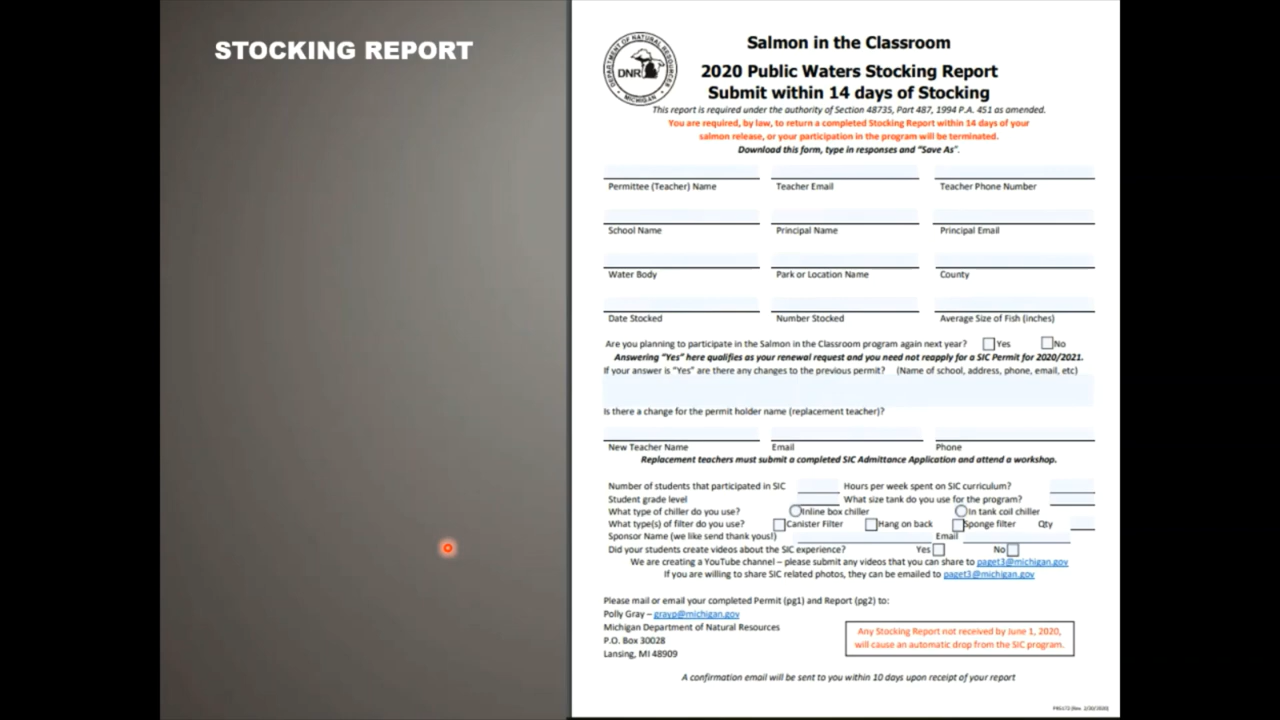 STOCKING REPORT
DEPARTMENT OF NATURAL RESOURCES
DNR
MICHIGAN
Salmon in the Classroom
2020 Public Waters Stocking Report
Submit within 14 days of Stocking
This report is required under the authority of Section 48735, Part 487, 1994 P.A. 451 as amended.
You are required, by law, to return a completed Stocking Report within 14 days of your
salmon release, or your participation in the program will be terminated.
Download this form, type in responses and “Save As”.
Permittee (Teacher) Name Teacher Email Teacher Phone Number
School Name Principal Name Principal Email
Water Body Park or Location Name County
Date Stocked Number Stocked Average Size of Fish (inches)
Are you planning to participate in the Salmon in the Classroom program again next year? Yes No
Answering “Yes” here qualifies as your renewal request and you need not reapply for a SIC Permit for 2020/2021.
If your answer is “Yes” are there any changes to the previous permit? (Name of school, address, phone, email, etc)
Is there a change for the permit holder name (replacement teacher)?
New Teacher Name Email Phone
Replacement teachers must submit a completed SIC Admittance Application and attend a workshop.
Number of students that participated in SIC Hours per week spent on SIC curriculum?
Student grade level What size tank do you use for the program?
What type of chiller do you use? Inline box chiller In tank coil chiller
What type(s) of filter do you use? Canister Filter Hang on back Sponge filter Qty
Sponsor Name (we like send thank yous!) Email
Did your students create videos about the SIC experience? Yes No
We are creating a YouTube channel – please submit any videos that you can share to paget3@michigan.gov
If you are willing to share SIC related photos, they can be emailed to paget3@michigan.gov
Please mail or email your completed Permit (pg1) and Report (pg2) to:
Polly Gray – grayp@michigan.gov
Michigan Department of Natural Resources
P.O. Box 30028
Lansing, MI 48909
Any Stocking Report not received by June 1, 2020,
will cause an automatic drop from the SIC program.
A confirmation email will be sent to you within 10 days upon receipt of your report